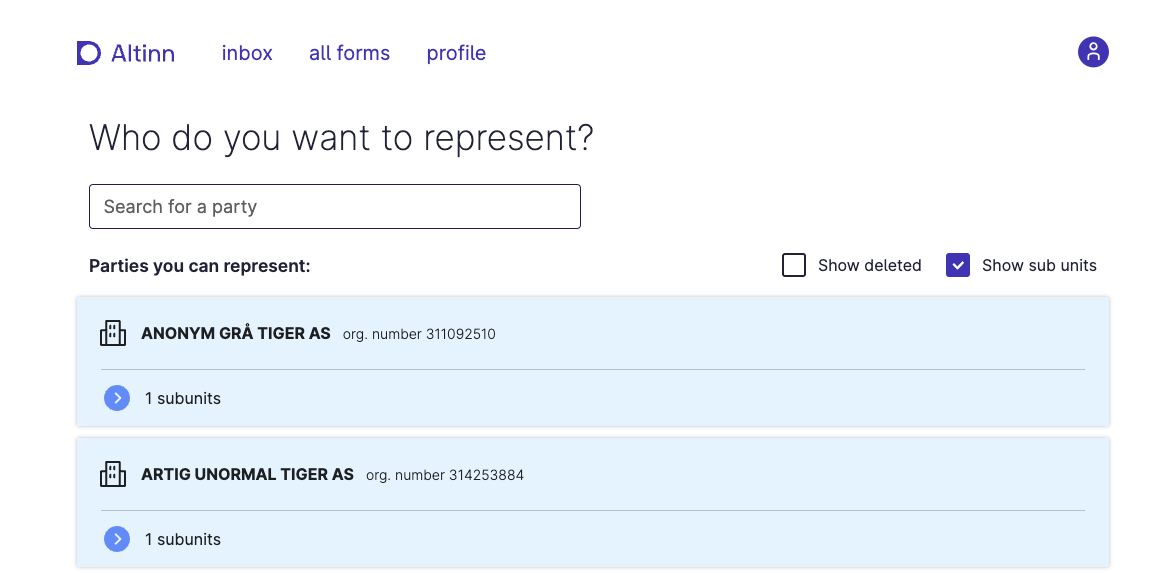 Altinn inbox all forms profile
Who do you want to represent?
Search for a party
Parties you can represent: Show deleted Show sub units
ANONYM GRÅ TIGER AS org. number 311092510
1 subunits
ARTIG UNORMAL TIGER AS org. number 314253884
1 subunits